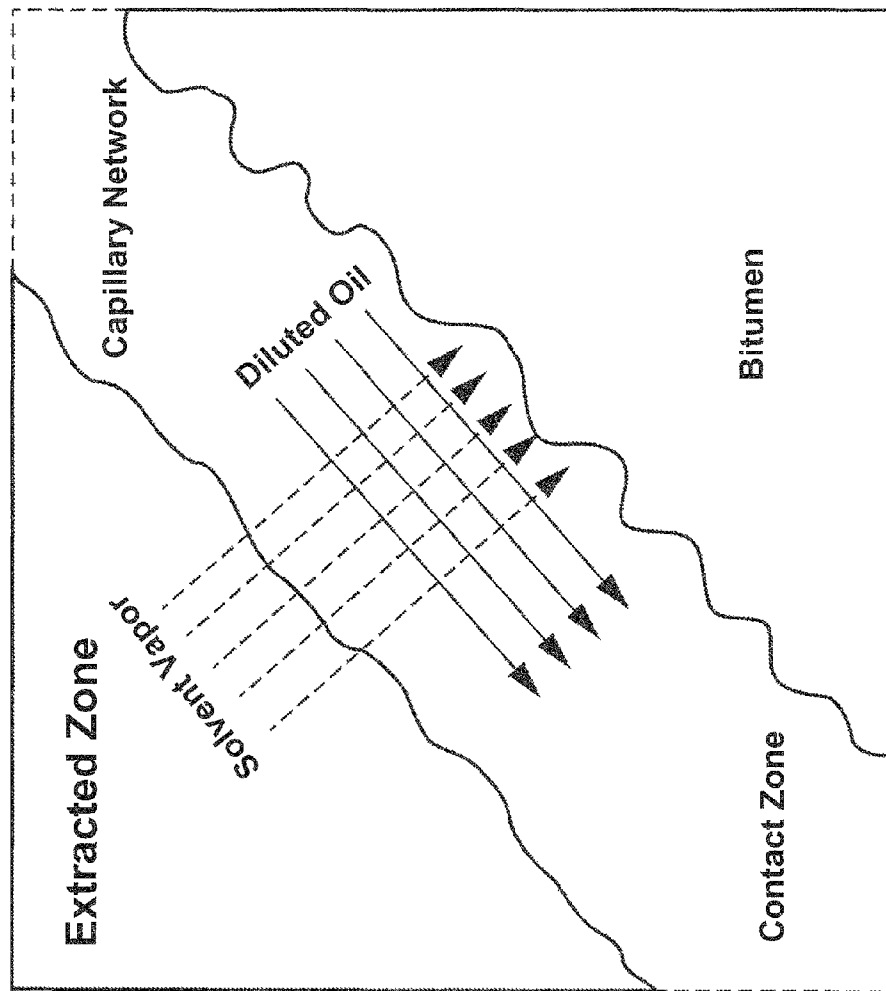 Extracted Zone
Solvent Vapor
Capillary Network
Diluted Oil
Contact Zone
Bitumen